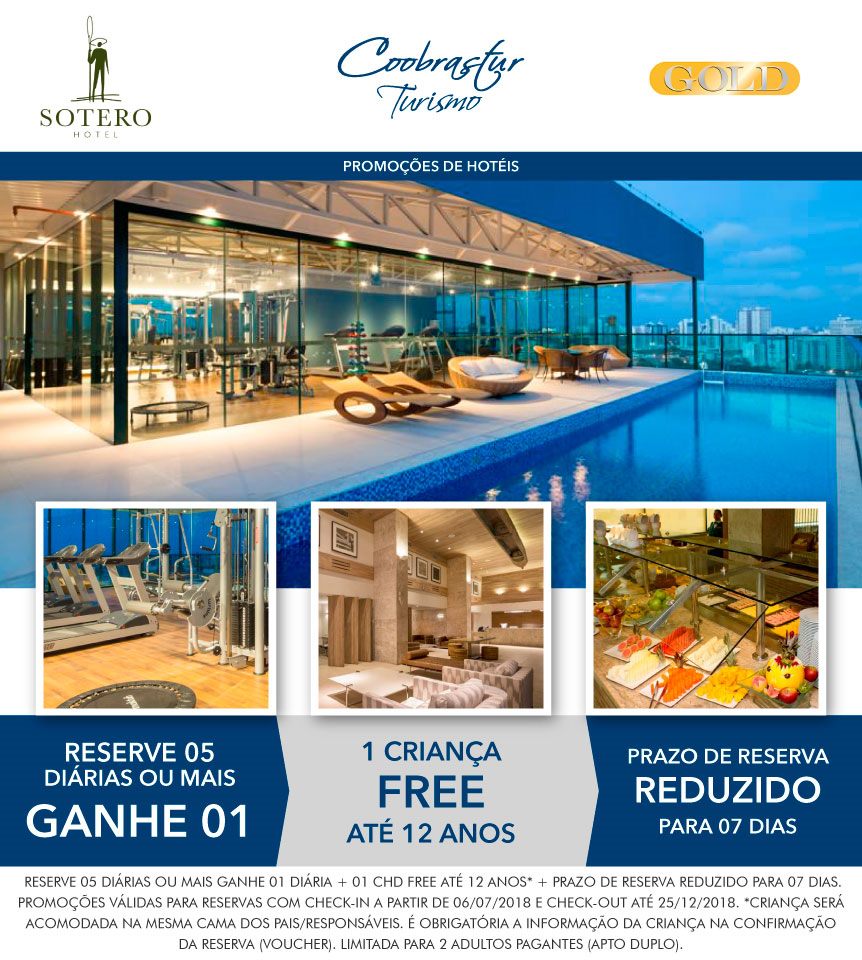 SOTERO
HOTEL
Coobrastur
Turismo
GOLD
PROMOÇÕES DE HOTÉIS
RESERVE 05
DIÁRIAS OU MAIS
GANHE 01
1 CRIANÇA
FREE
ATÉ 12 ANOS
PRAZO DE RESERVA
REDUZIDO
PARA 07 DIAS
RESERVE 05 DIÁRIAS OU MAIS GANHE 01 DIÁRIA + 01 CHD FREE ATÉ 12 ANOS* + PRAZO DE RESERVA REDUZIDO PARA 07 DIAS.
PROMOÇÕES VÁLIDAS PARA RESERVAS COM CHECK-IN A PARTIR DE 06/07/2018 E CHECK-OUT ATÉ 25/12/2018. *CRIANÇA SERÁ
ACOMODADA NA MESMA CAMA DOS PAIS/RESPONSÁVEIS. É OBRIGATÓRIA A INFORMAÇÃO DA CRIANÇA NA CONFIRMAÇÃO
DA RESERVA (VOUCHER). LIMITADA PARA 2 ADULTOS PAGANTES (APTO DUPLO).